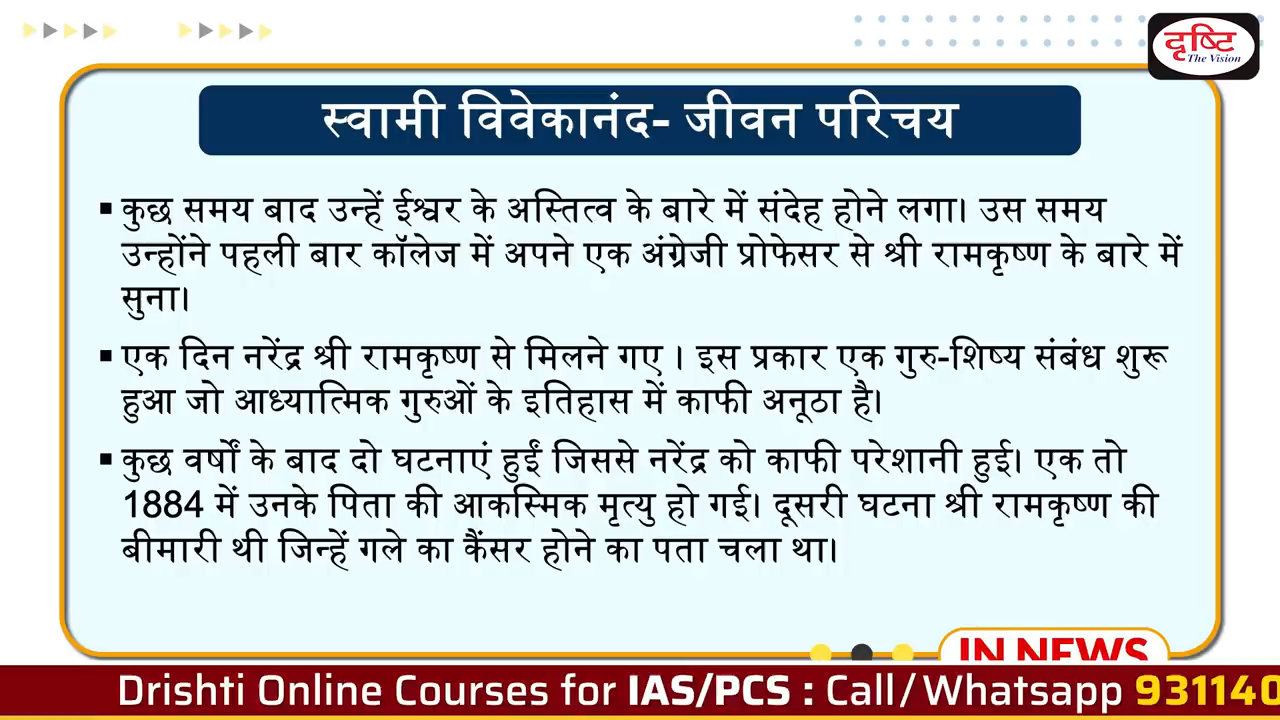 दृष्टि
The Vision
स्वामी विवेकानंद- जीवन परिचय
▪ कुछ समय बाद उन्हें ईश्वर के अस्तित्व के बारे में संदेह होने लगा। उस समय
उन्होंने पहली बार कॉलेज में अपने एक अंग्रेजी प्रोफेसर से श्री रामकृष्ण के बारे में
सुना।
▪ एक दिन नरेंद्र श्री रामकृष्ण से मिलने गए । इस प्रकार एक गुरु-शिष्य संबंध शुरू
हुआ जो आध्यात्मिक गुरुओं के इतिहास में काफी अनूठा है।
▪ कुछ वर्षों के बाद दो घटनाएं हुईं जिससे नरेंद्र को काफी परेशानी हुई। एक तो
1884 में उनके पिता की आकस्मिक मृत्यु हो गई। दूसरी घटना श्री रामकृष्ण की
बीमारी थी जिन्हें गले का कैंसर होने का पता चला था।
IN NEWS
Drishti Online Courses for IAS/PCS : Call/Whatsapp 931140